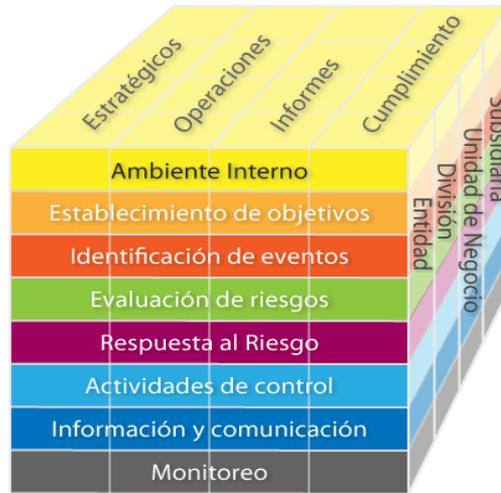 Estratégicos
Operaciones
Informes
Cumplimiento
Ambiente Interno
Establecimiento de objetivos
Identificación de eventos
Evaluación de riesgos
Respuesta al Riesgo
Actividades de control
Información y comunicación
Monitoreo
Entidad
División
Unidad de Negocio
Subsidiaria